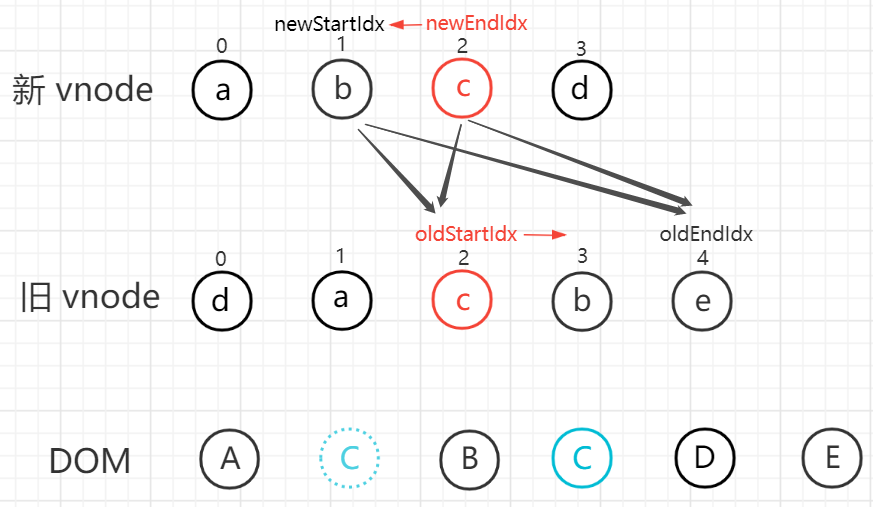 newStartIdx newEndIdx
0 1 2 3
新 vnode a b c d
oldStartIdx oldEndIdx
0 1 2 3 4
旧 vnode d a c b e
DOM A C B C D E